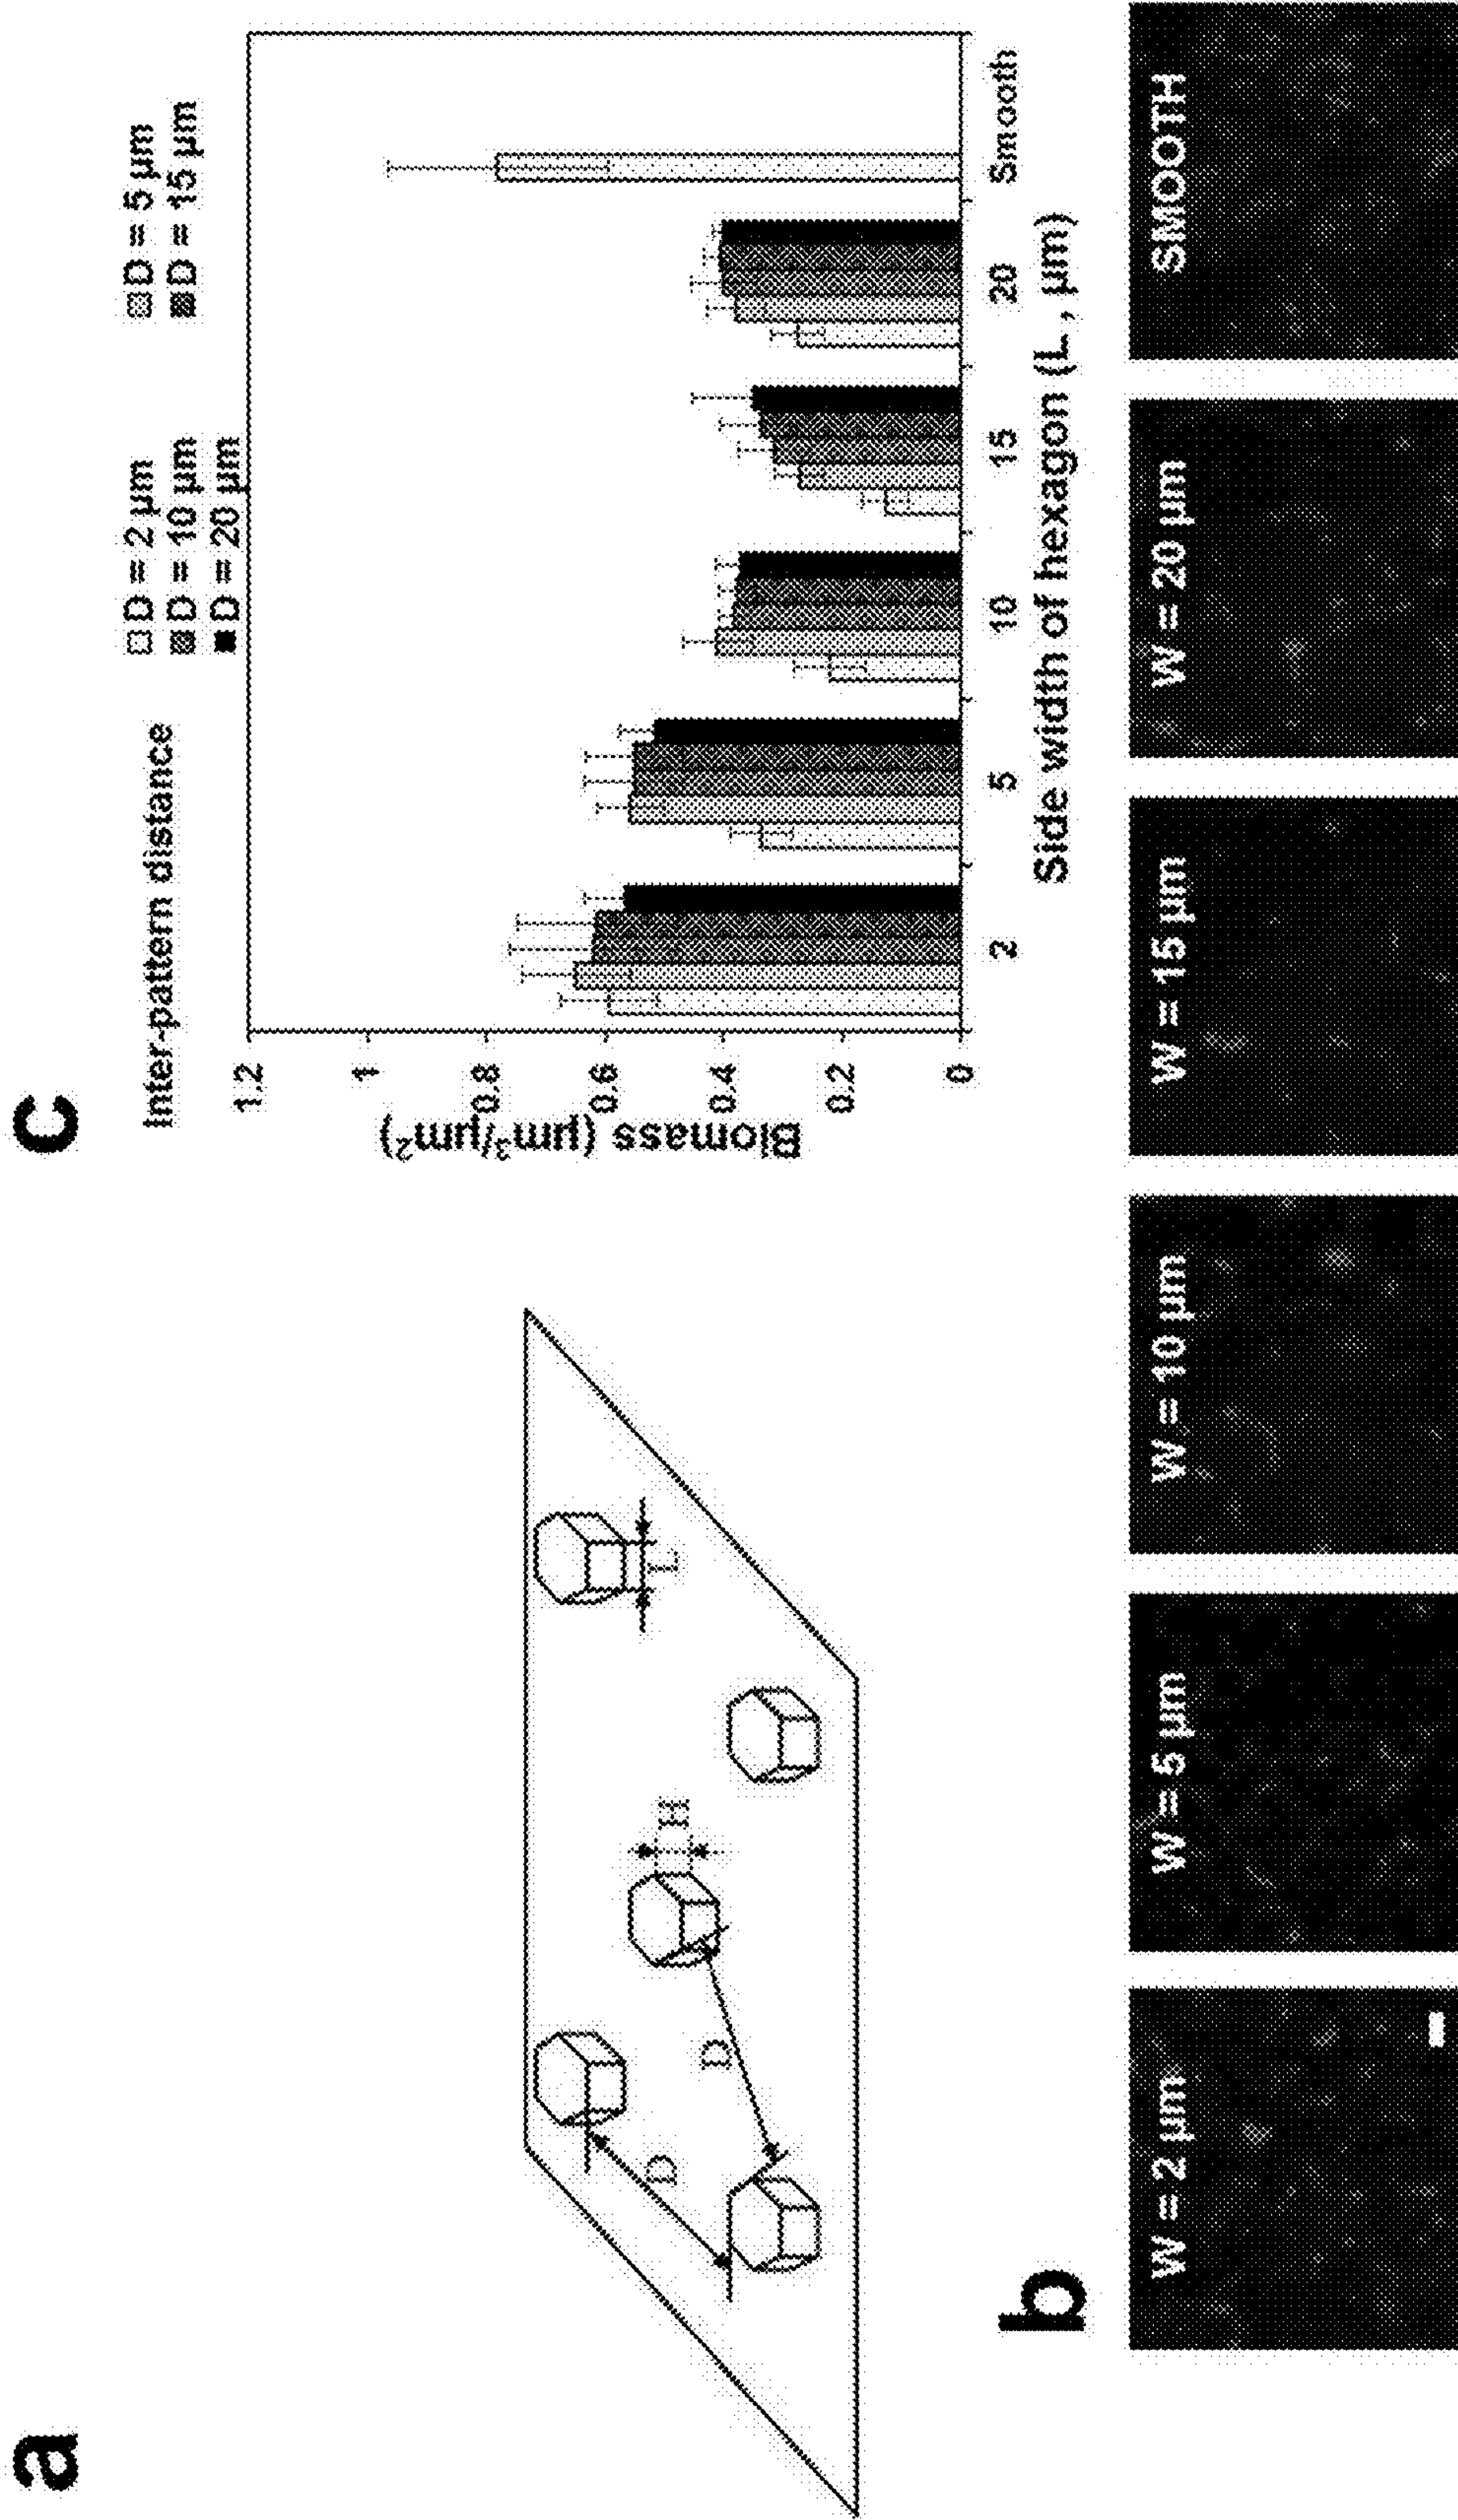 a
D
D
H
L
c
Inter-pattern distance
D = 2 µm
D = 5 µm
D = 10 µm
D = 15 µm
D = 20 µm
Biomass (µm³/µm²)
1.2
1
0.8
0.6
0.4
0.2
0
2
5
10
15
20
Smooth
Side width of hexagon (L , µm)
b
W = 2 µm
W = 5 µm
W = 10 µm
W = 15 µm
W = 20 µm
SMOOTH